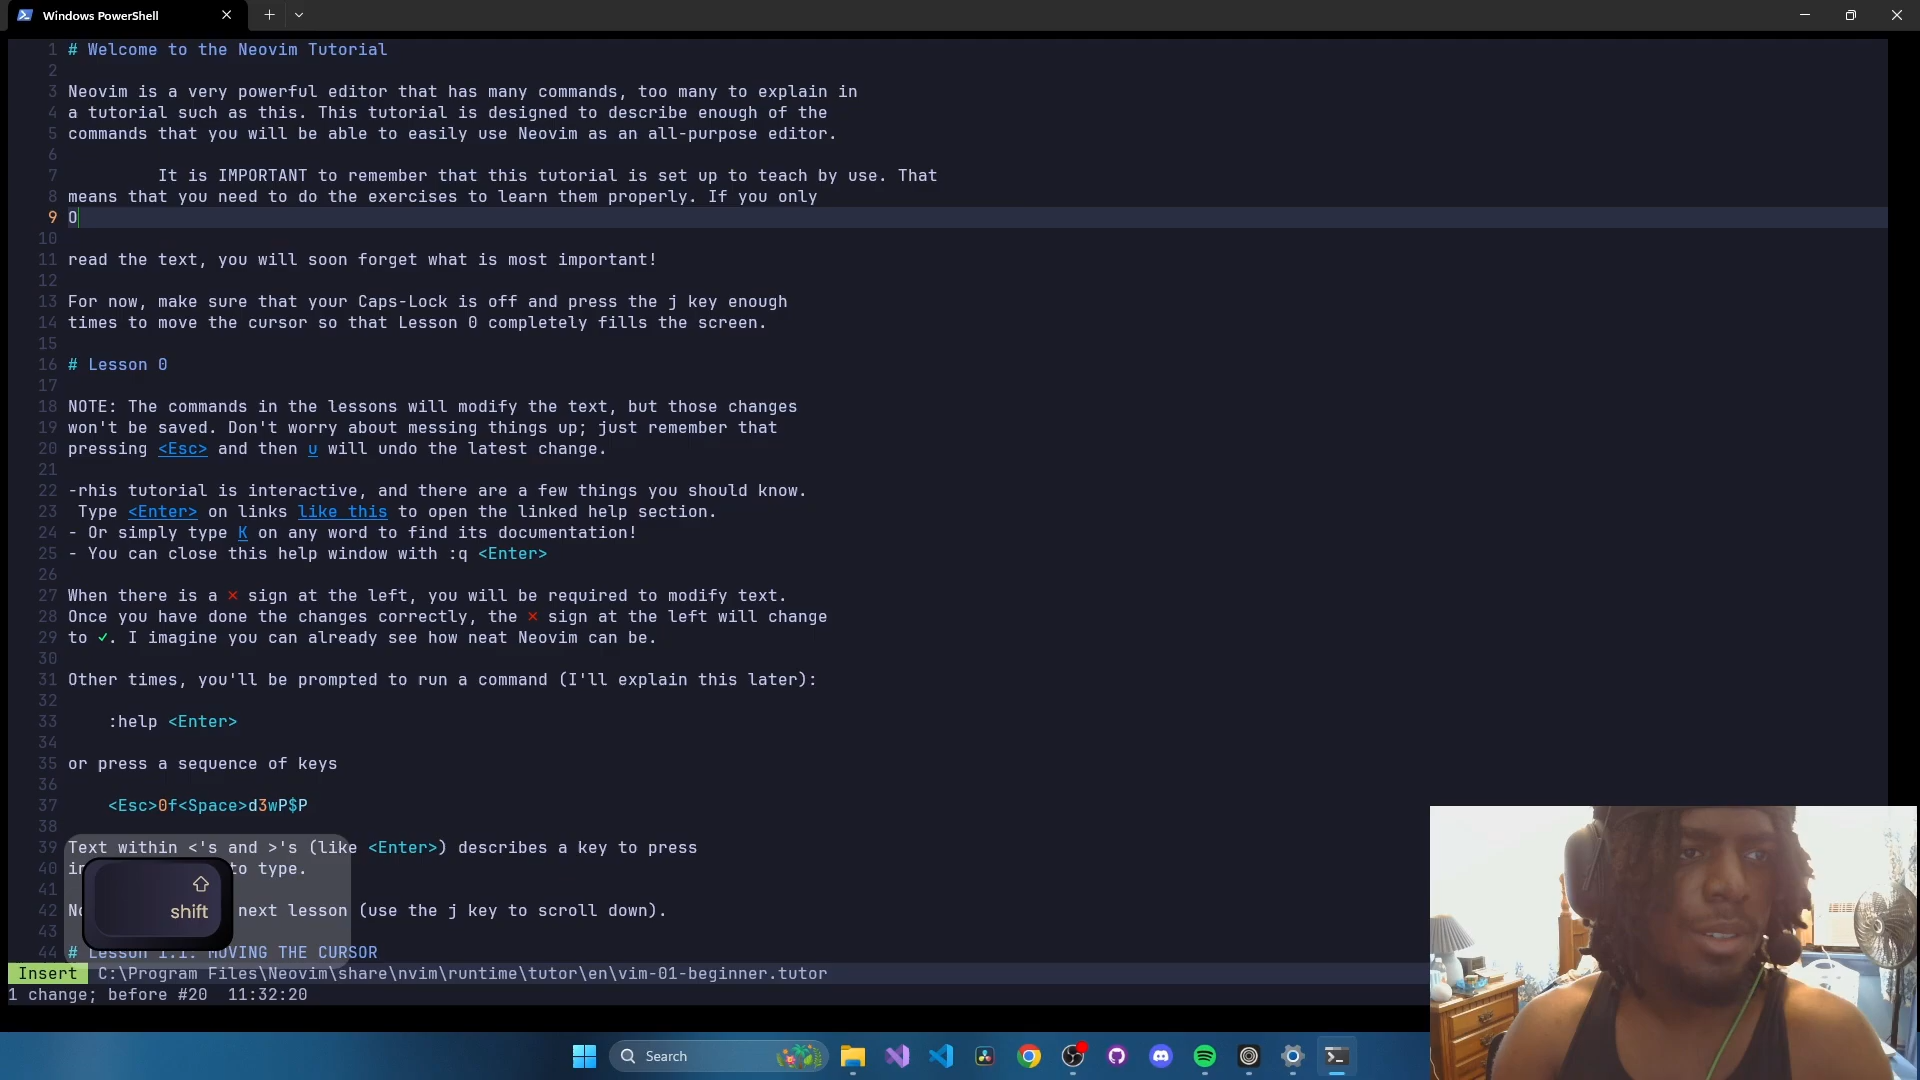 Windows PowerShell
1 # Welcome to the Neovim Tutorial
2
3 Neovim is a very powerful editor that has many commands, too many to explain in
4 a tutorial such as this. This tutorial is designed to describe enough of the
5 commands that you will be able to easily use Neovim as an all-purpose editor.
6
7 It is IMPORTANT to remember that this tutorial is set up to teach by use. That
8 means that you need to do the exercises to learn them properly. If you only
9 O
10
11 read the text, you will soon forget what is most important!
12
13 For now, make sure that your Caps-Lock is off and press the j key enough
14 times to move the cursor so that Lesson 0 completely fills the screen.
15
16 # Lesson 0
17
18 NOTE: The commands in the lessons will modify the text, but those changes
19 won't be saved. Don't worry about messing things up; just remember that
20 pressing <Esc> and then u will undo the latest change.
21
22 -rhis tutorial is interactive, and there are a few things you should know.
23 Type <Enter> on links like this to open the linked help section.
24 - Or simply type K on any word to find its documentation!
25 - You can close this help window with :q <Enter>
26
27 When there is a ✗ sign at the left, you will be required to modify text.
28 Once you have done the changes correctly, the ✗ sign at the left will change
29 to ✓. I imagine you can already see how neat Neovim can be.
30
31 Other times, you'll be prompted to run a command (I'll explain this later):
32
33 :help <Enter>
34
35 or press a sequence of keys
36
37 <Esc>0f<Space>d3wP$P
38
39 Text within <'s and >'s (like <Enter>) describes a key to press
40 in to type.
41
42 No next lesson (use the j key to scroll down).
43
44 # Lesson 1.1: MOVING THE CURSOR
shift
Insert C:\Program Files\Neovim\share\nvim\runtime\tutor\en\vim-01-beginner.tutor
1 change; before #20 11:32:20
Search